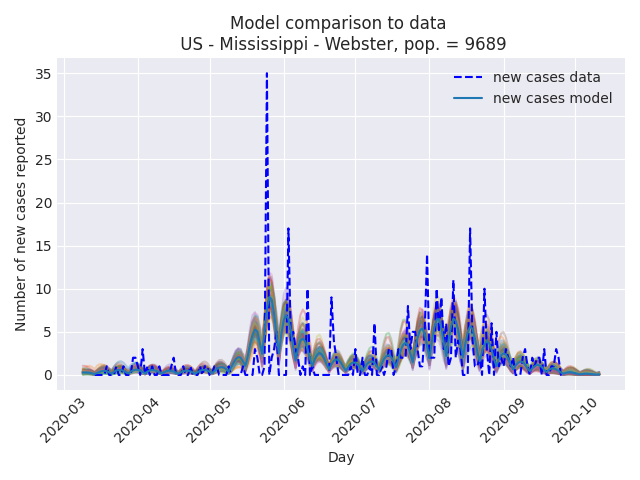 Model comparison to data
US - Mississippi - Webster, pop. = 9689
new cases data
new cases model
Number of new cases reported
35
30
25
20
15
10
5
0
2020-03
2020-04
2020-05
2020-06
2020-07
2020-08
2020-09
2020-10
Day